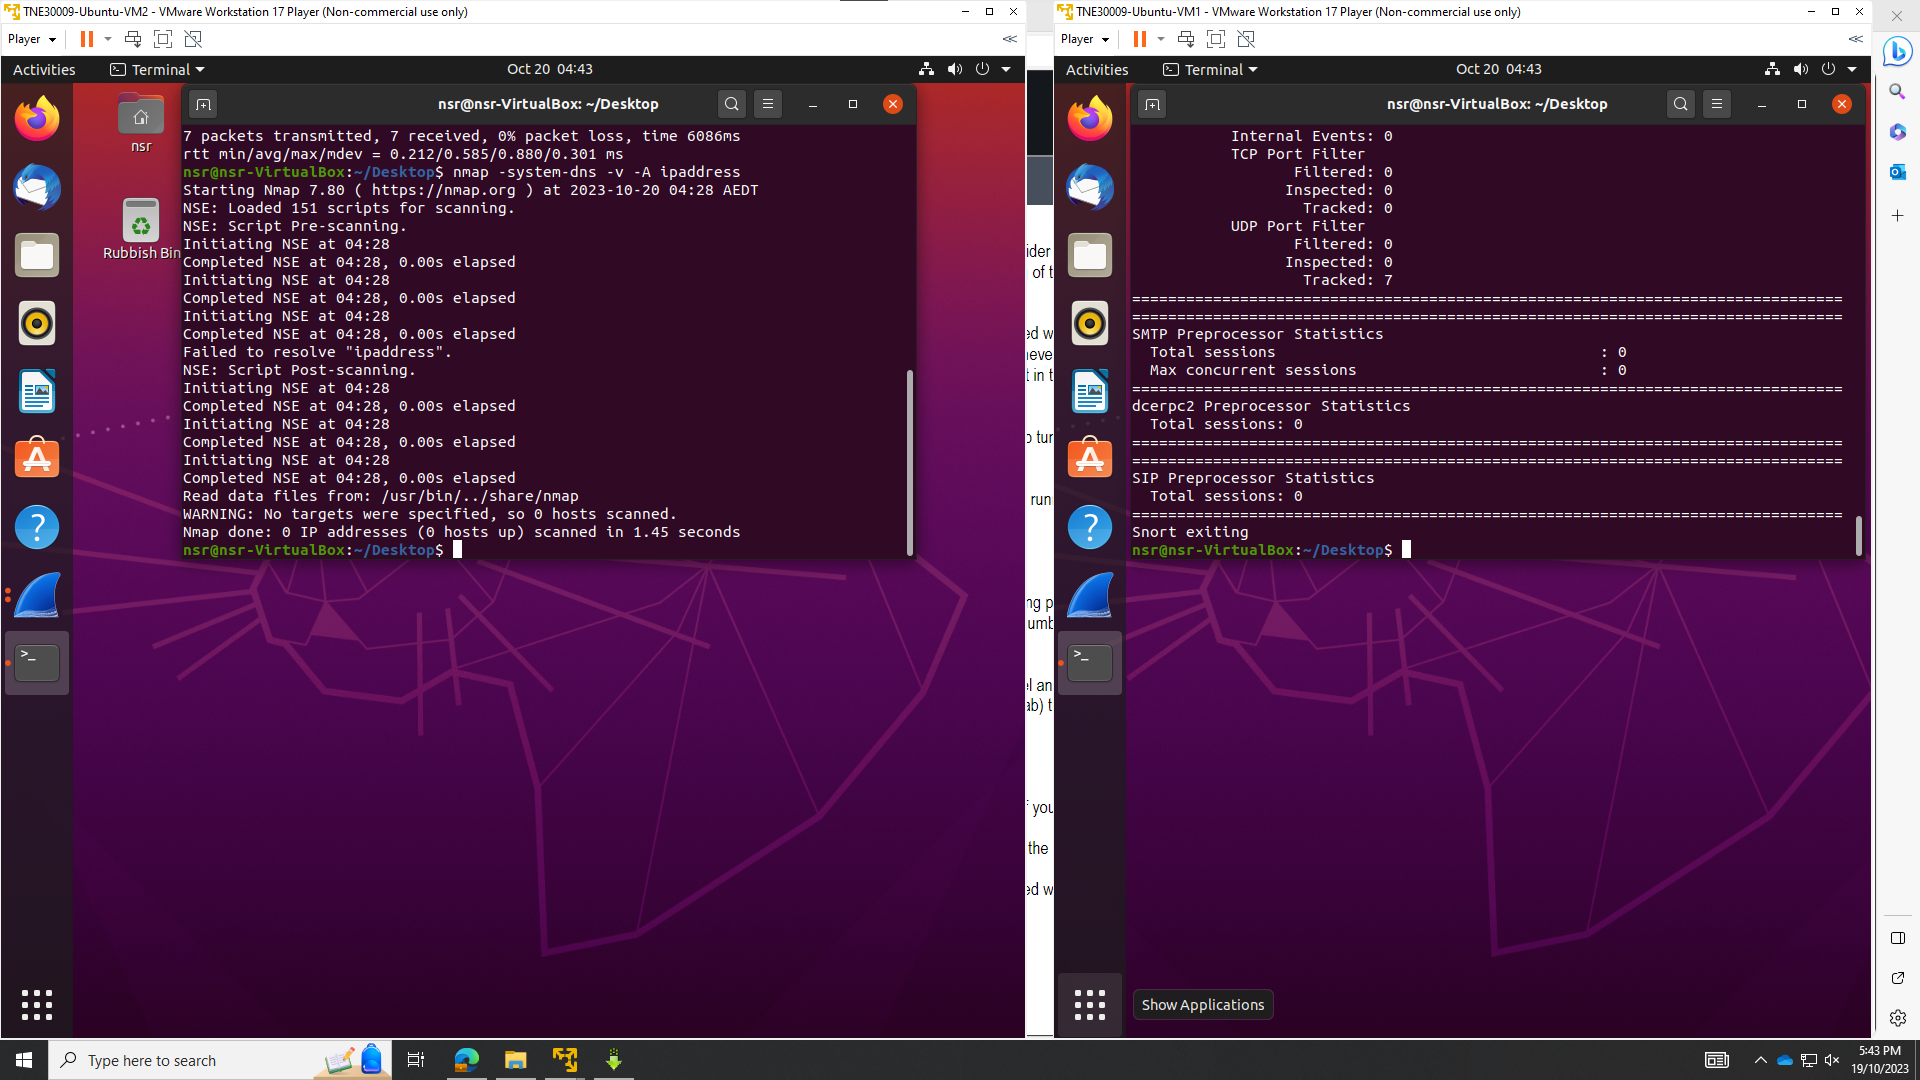 TNE30009-Ubuntu-VM2 - VMware Workstation 17 Player (Non-commercial use only)
Player
Activities
Terminal
Oct 20 04:43
nsr
Rubbish Bin
nsr@nsr-VirtualBox: ~/Desktop
7 packets transmitted, 7 received, 0% packet loss, time 6086ms
rtt min/avg/max/mdev = 0.212/0.585/0.880/0.301 ms
nsr@nsr-VirtualBox:~/Desktop$ nmap -system-dns -v -A ipaddress
Starting Nmap 7.80 ( https://nmap.org ) at 2023-10-20 04:28 AEDT
NSE: Loaded 151 scripts for scanning.
NSE: Script Pre-scanning.
Initiating NSE at 04:28
Completed NSE at 04:28, 0.00s elapsed
Initiating NSE at 04:28
Completed NSE at 04:28, 0.00s elapsed
Initiating NSE at 04:28
Completed NSE at 04:28, 0.00s elapsed
Failed to resolve "ipaddress".
NSE: Script Post-scanning.
Initiating NSE at 04:28
Completed NSE at 04:28, 0.00s elapsed
Initiating NSE at 04:28
Completed NSE at 04:28, 0.00s elapsed
Initiating NSE at 04:28
Completed NSE at 04:28, 0.00s elapsed
Read data files from: /usr/bin/../share/nmap
WARNING: No targets were specified, so 0 hosts scanned.
Nmap done: 0 IP addresses (0 hosts up) scanned in 1.45 seconds
nsr@nsr-VirtualBox:~/Desktop$
TNE30009-Ubuntu-VM1 - VMware Workstation 17 Player (Non-commercial use only)
Player
Activities
Terminal
Oct 20 04:43
nsr@nsr-VirtualBox: ~/Desktop
Internal Events: 0
TCP Port Filter
Filtered: 0
Inspected: 0
Tracked: 0
UDP Port Filter
Filtered: 0
Inspected: 0
Tracked: 7
===============================================================================
===============================================================================
SMTP Preprocessor Statistics
Total sessions : 0
Max concurrent sessions : 0
===============================================================================
dcerpc2 Preprocessor Statistics
Total sessions: 0
===============================================================================
===============================================================================
SIP Preprocessor Statistics
Total sessions: 0
===============================================================================
Snort exiting
nsr@nsr-VirtualBox:~/Desktop$
Show Applications
Type here to search
5:43 PM
19/10/2023